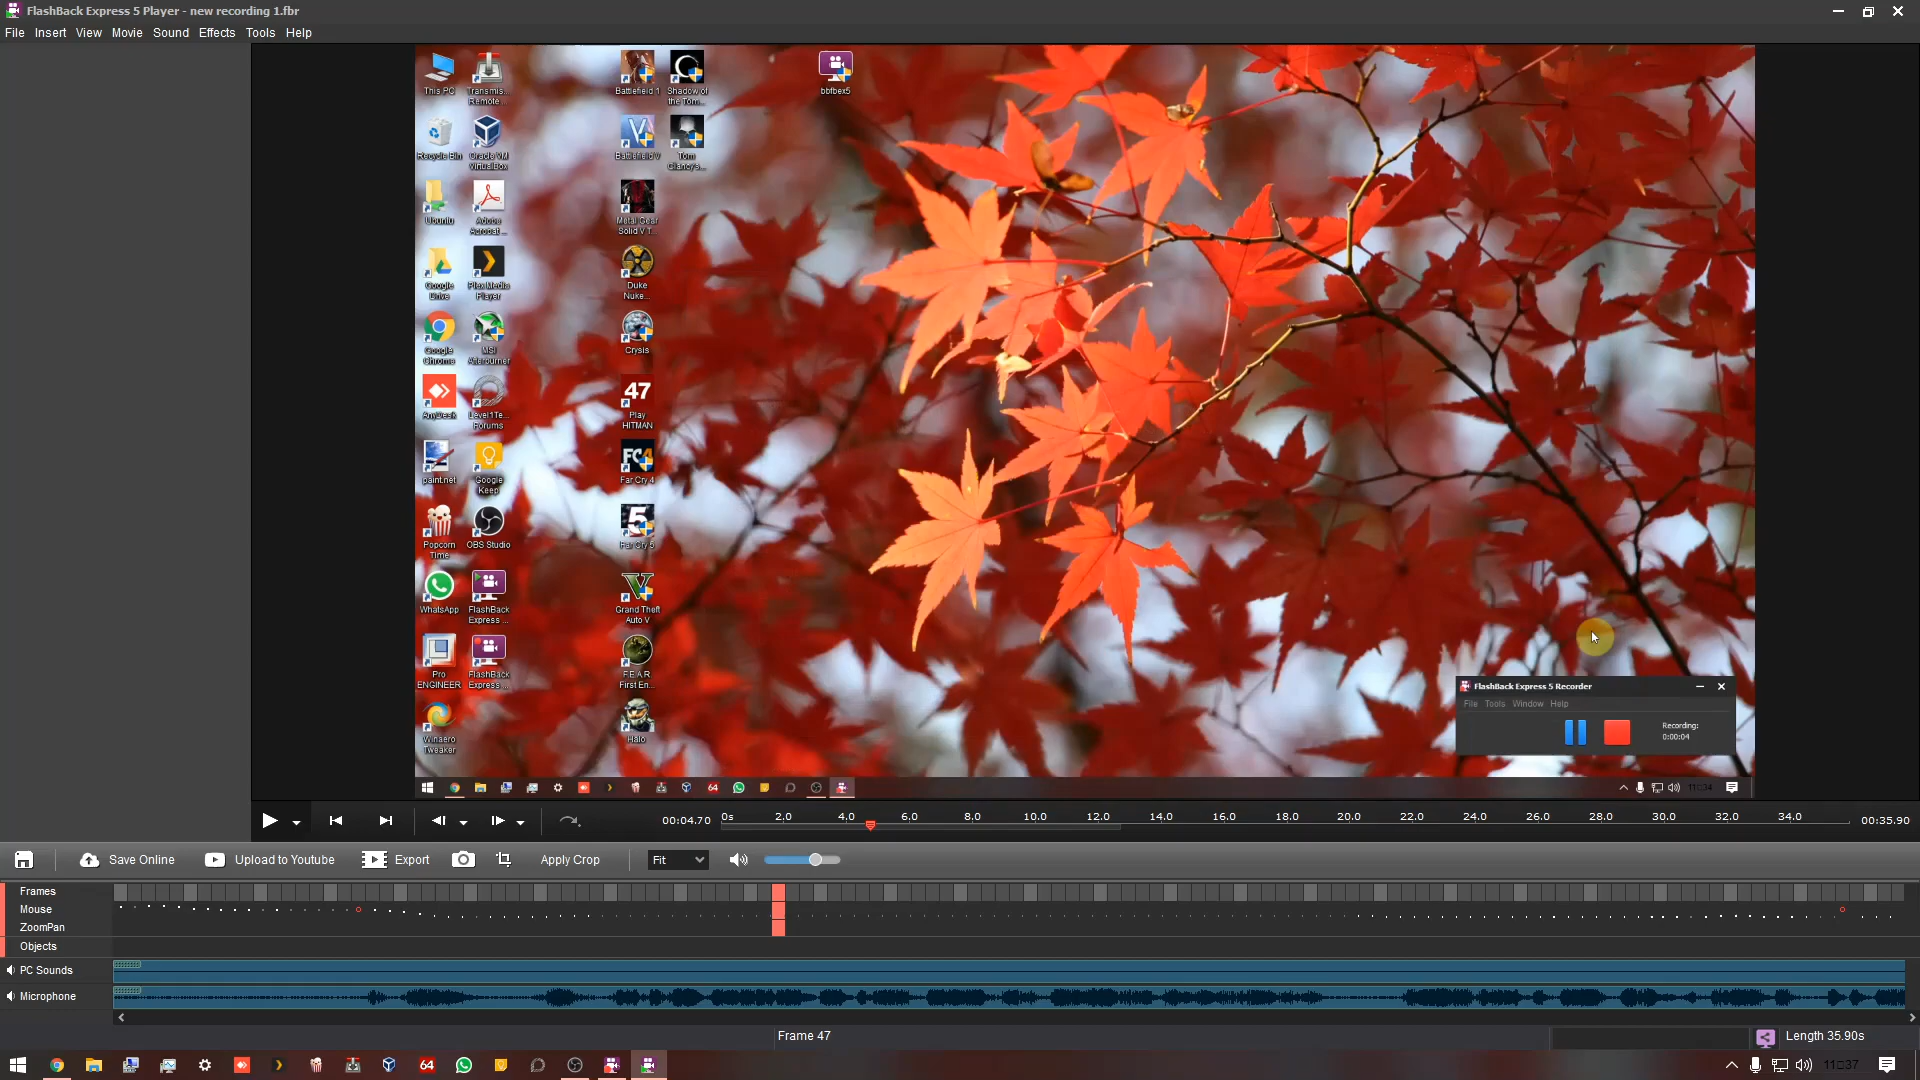 FlashBack Express 5 Player - new recording 1.fbr
File Insert View Movie Sound Effects Tools Help
This PC
Transmis...
Remote...
Battlefield 1
Shadow of
the Tom...
bbfbex5
Recycle Bin
Oracle VM
VirtualBox
Battlefield V
Tom
Clancy's...
Ubuntu
Adobe
Acrobat ...
Metal Gear
Solid V T...
Google
Drive
Plex Media
Player
Duke
Nuke...
Google
Chrome
MSI
Afterburner
Crysis
AnyDesk
Level1Te...
Forums
47
Play
HITMAN
paint.net
Google
Keep
FC4
Far Cry 4
Popcorn
Time
OBS Studio
5
Far Cry 5
WhatsApp
FlashBack
Express ...
V
Grand Theft
Auto V
Pro
ENGINEER
FlashBack
Express ...
F.E.A.R.
First En...
Winaero
Tweaker
Halo
FlashBack Express 5 Recorder
File Tools Window Help
Recording:
0:00:04
64
11:34
00:04.70
0s 2.0 4.0 6.0 8.0 10.0 12.0 14.0 16.0 18.0 20.0 22.0 24.0 26.0 28.0 30.0 32.0 34.0
00:35.90
Save Online
Upload to Youtube
Export
Apply Crop
Fit
Frames
Mouse
ZoomPan
Objects
PC Sounds
Microphone
Frame 47
Length 35.90s
64